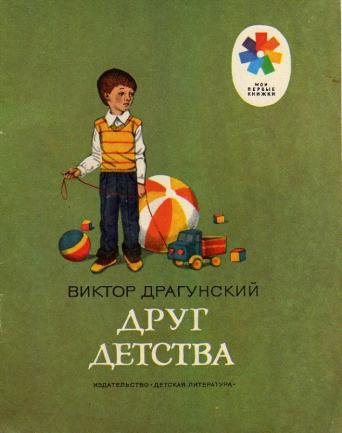 МОИ
ПЕРВЫЕ
КНИЖКИ
ВИКТОР ДРАГУНСКИЙ
ДРУГ
ДЕТСТВА
ИЗДАТЕЛЬСТВО «ДЕТСКАЯ ЛИТЕРАТУРА»